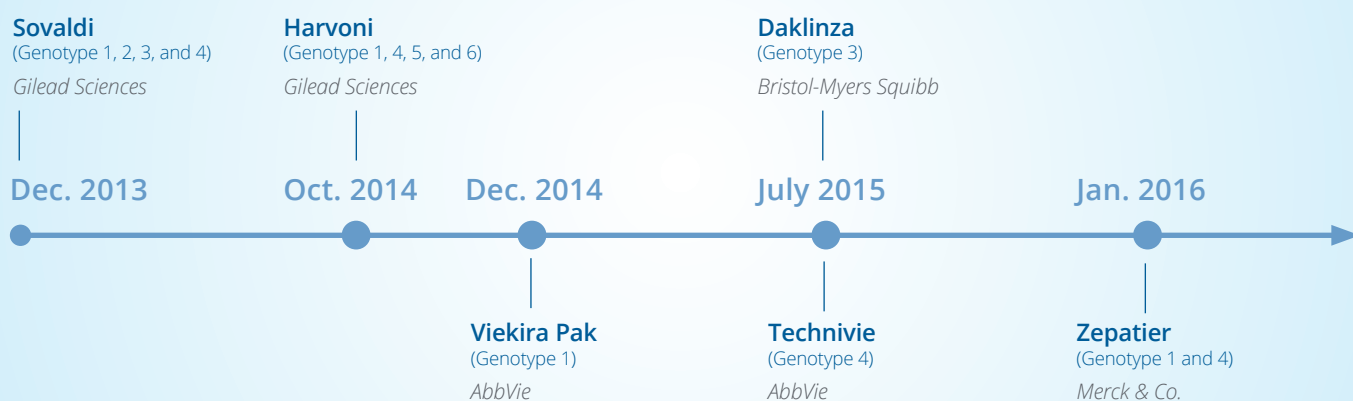 Sovaldi
(Genotype 1, 2, 3, and 4)
Gilead Sciences
Harvoni
(Genotype 1, 4, 5, and 6)
Gilead Sciences
Daklinza
(Genotype 3)
Bristol-Myers Squibb
Dec. 2013
Oct. 2014
Dec. 2014
July 2015
Jan. 2016
Viekira Pak
(Genotype 1)
AbbVie
Technivie
(Genotype 4)
AbbVie
Zepatier
(Genotype 1 and 4)
Merck & Co.